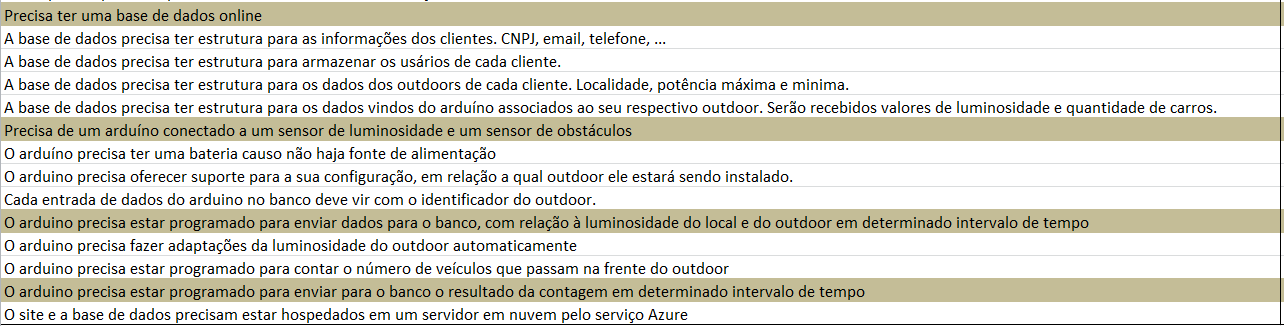 Precisa ter uma base de dados online
A base de dados precisa ter estrutura para as informações dos clientes. CNPJ, email, telefone, ...
A base de dados precisa ter estrutura para armazenar os usários de cada cliente.
A base de dados precisa ter estrutura para os dados dos outdoors de cada cliente. Localidade, potência máxima e minima.
A base de dados precisa ter estrutura para os dados vindos do arduíno associados ao seu respectivo outdoor. Serão recebidos valores de luminosidade e quantidade de carros.
Precisa de um arduíno conectado a um sensor de luminosidade e um sensor de obstáculos
O arduíno precisa ter uma bateria causo não haja fonte de alimentação
O arduino precisa oferecer suporte para a sua configuração, em relação a qual outdoor ele estará sendo instalado.
Cada entrada de dados do arduino no banco deve vir com o identificador do outdoor.
O arduino precisa estar programado para enviar dados para o banco, com relação à luminosidade do local e do outdoor em determinado intervalo de tempo
O arduino precisa fazer adaptações da luminosidade do outdoor automaticamente
O arduino precisa estar programado para contar o número de veículos que passam na frente do outdoor
O arduino precisa estar programado para enviar para o banco o resultado da contagem em determinado intervalo de tempo
O site e a base de dados precisam estar hospedados em um servidor em nuvem pelo serviço Azure